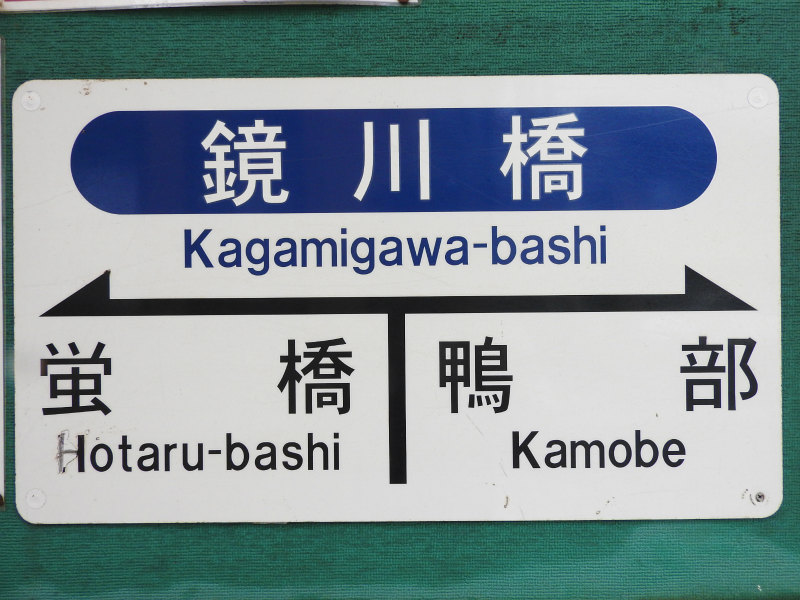 鏡川橋
Kagamigawa-bashi
蛍橋 鴨部
Hotaru-bashi Kamobe